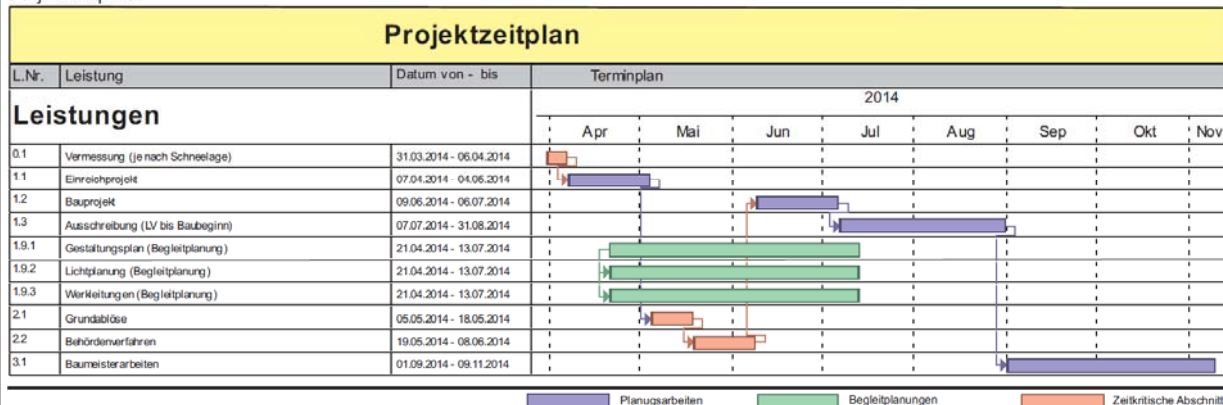 Projektzeitplan
L.Nr. Leistung Datum von - bis Terminplan
Leistungen
2014
Apr Mai Jun Jul Aug Sep Okt Nov
0.1 Vermessung (je nach Schneelage) 31.03.2014 - 06.04.2014
1.1 Einreichprojekt 07.04.2014 - 04.05.2014
1.2 Bauprojekt 09.06.2014 - 06.07.2014
1.3 Ausschreibung (LV bis Baubeginn) 07.07.2014 - 31.08.2014
1.9.1 Gestaltungsplan (Begleitplanung) 21.04.2014 - 13.07.2014
1.9.2 Lichtplanung (Begleitplanung) 21.04.2014 - 13.07.2014
1.9.3 Werkleitungen (Begleitplanung) 21.04.2014 - 13.07.2014
2.1 Grundablöse 05.05.2014 - 18.05.2014
2.2 Behördenverfahren 19.05.2014 - 08.06.2014
3.1 Baumeisterarbeiten 01.09.2014 - 09.11.2014
Planugsarbeiten Begleitplanungen Zeitkritische Abschnitt